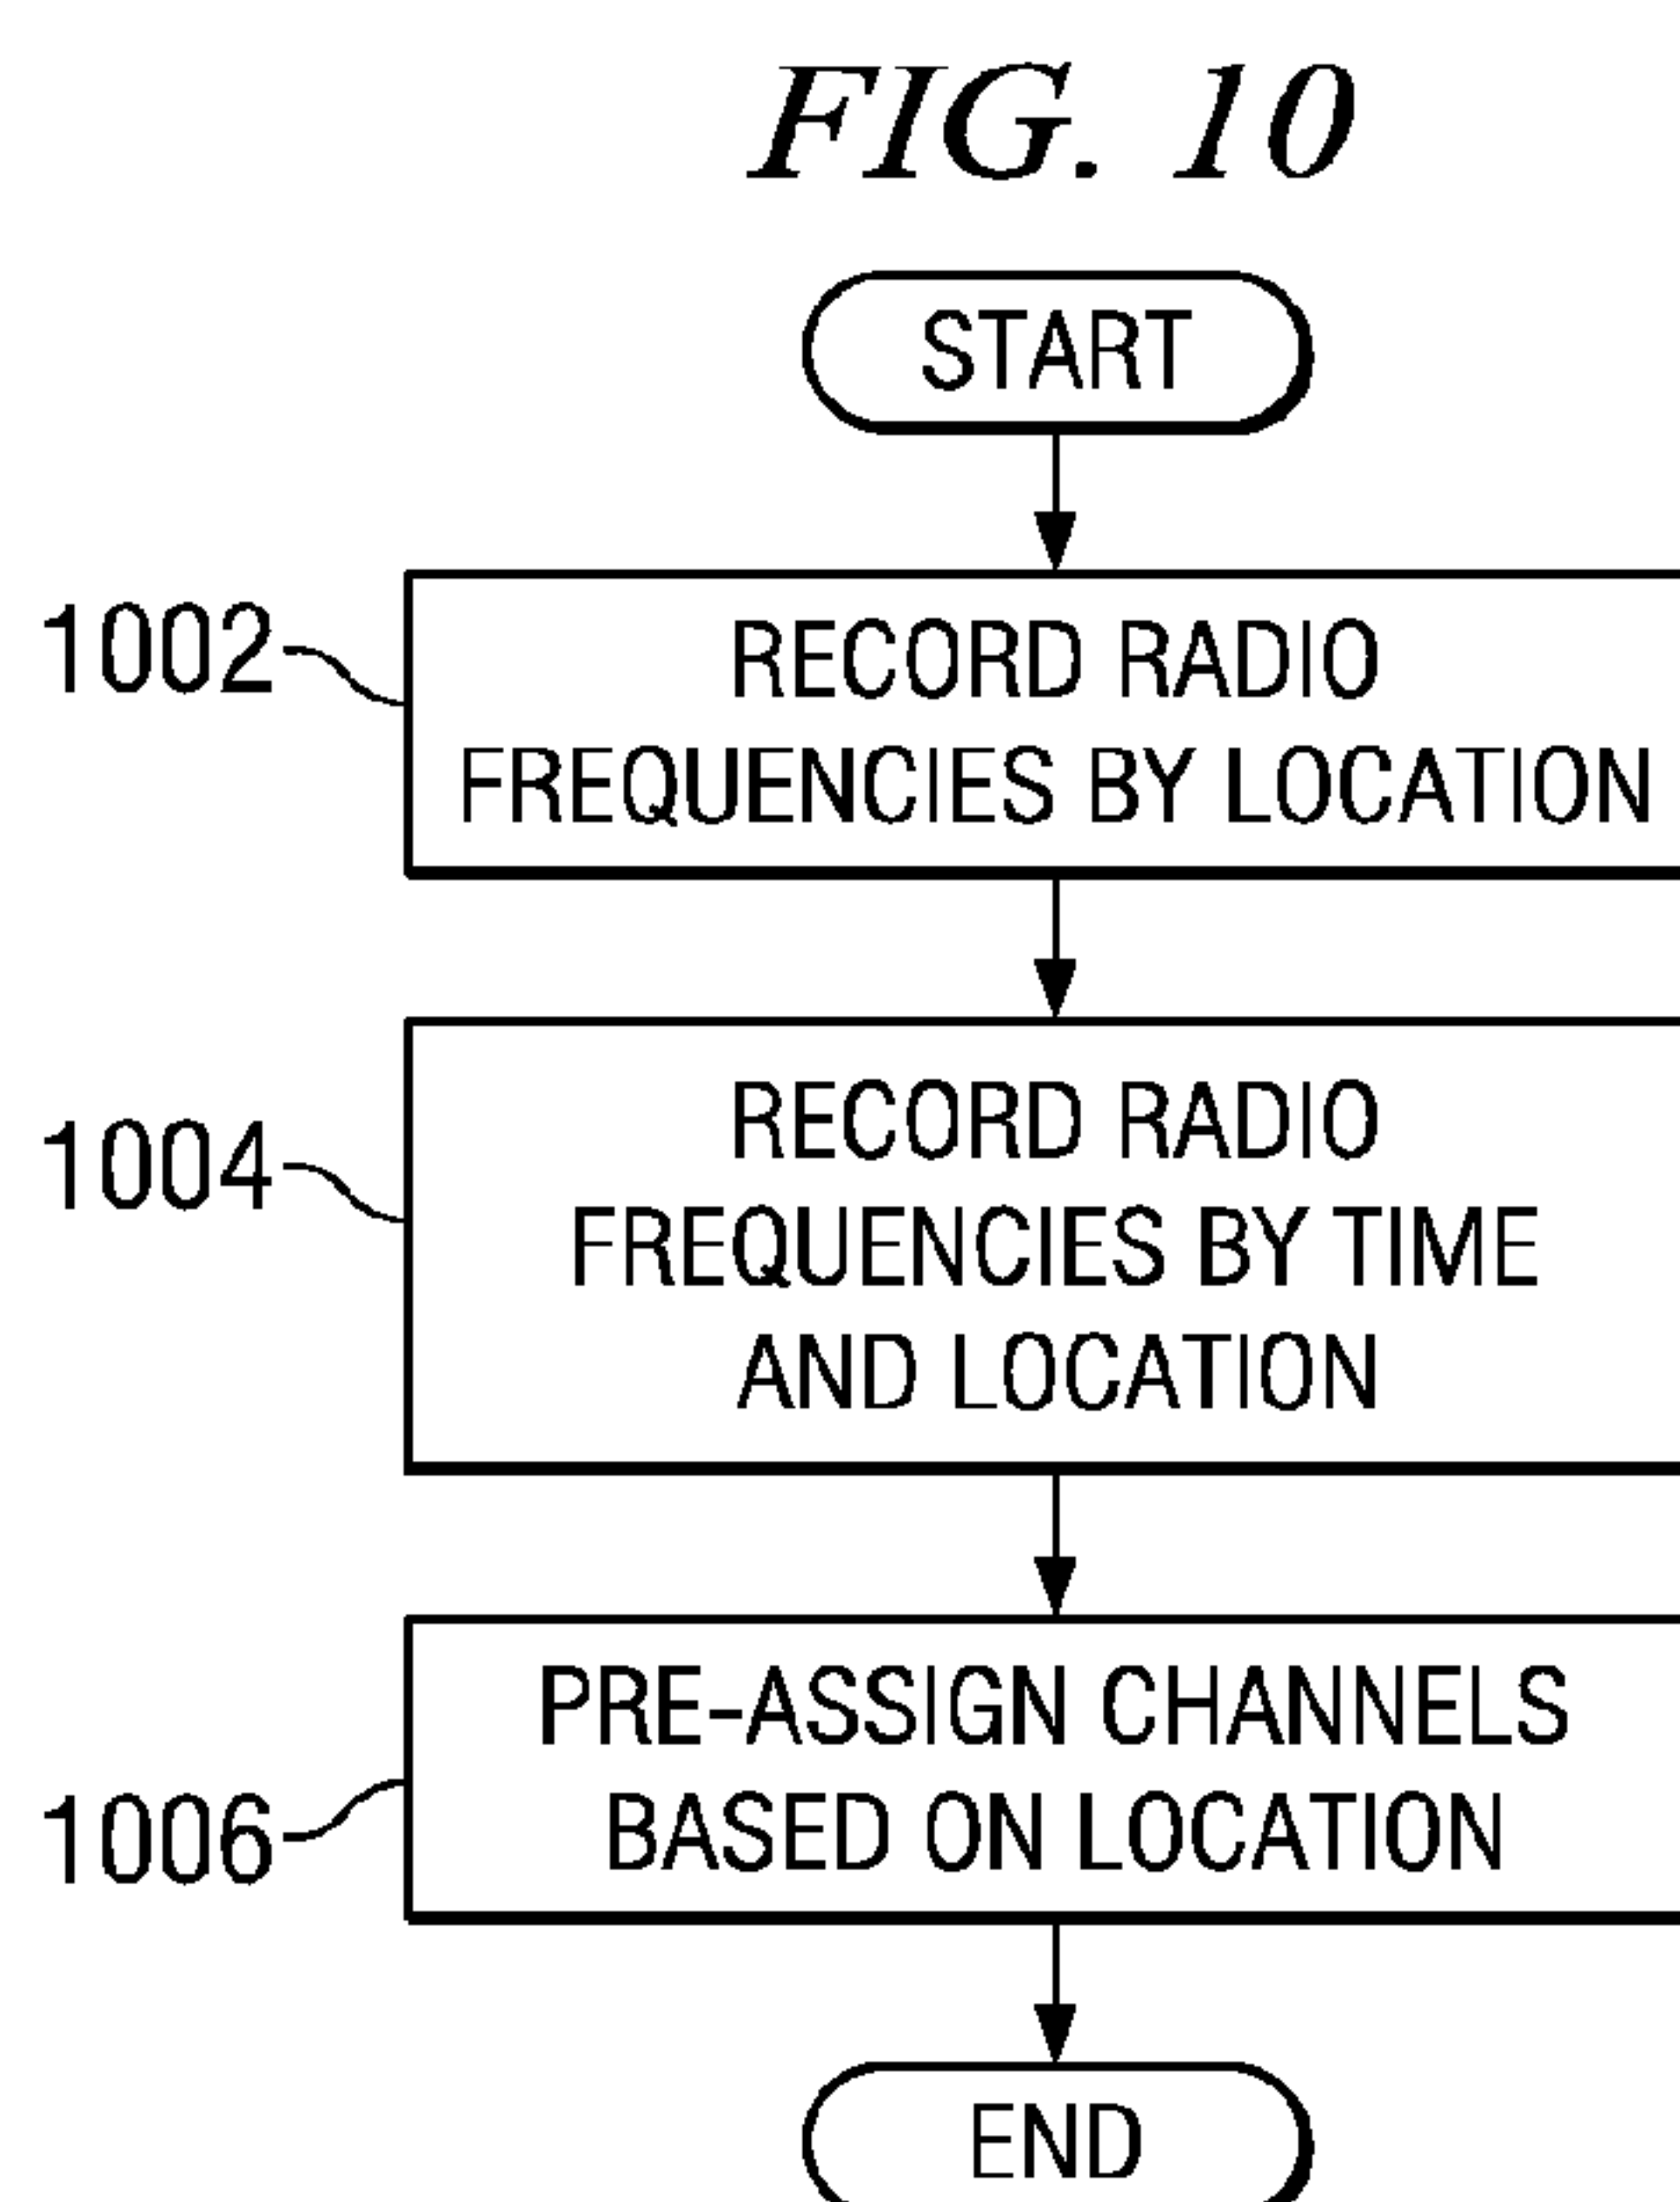 FIG. 10
START
1002
RECORD RADIO
FREQUENCIES BY LOCATION
1004
RECORD RADIO
FREQUENCIES BY TIME
AND LOCATION
PRE-ASSIGN CHANNELS
BASED ON LOCATION
1006
END